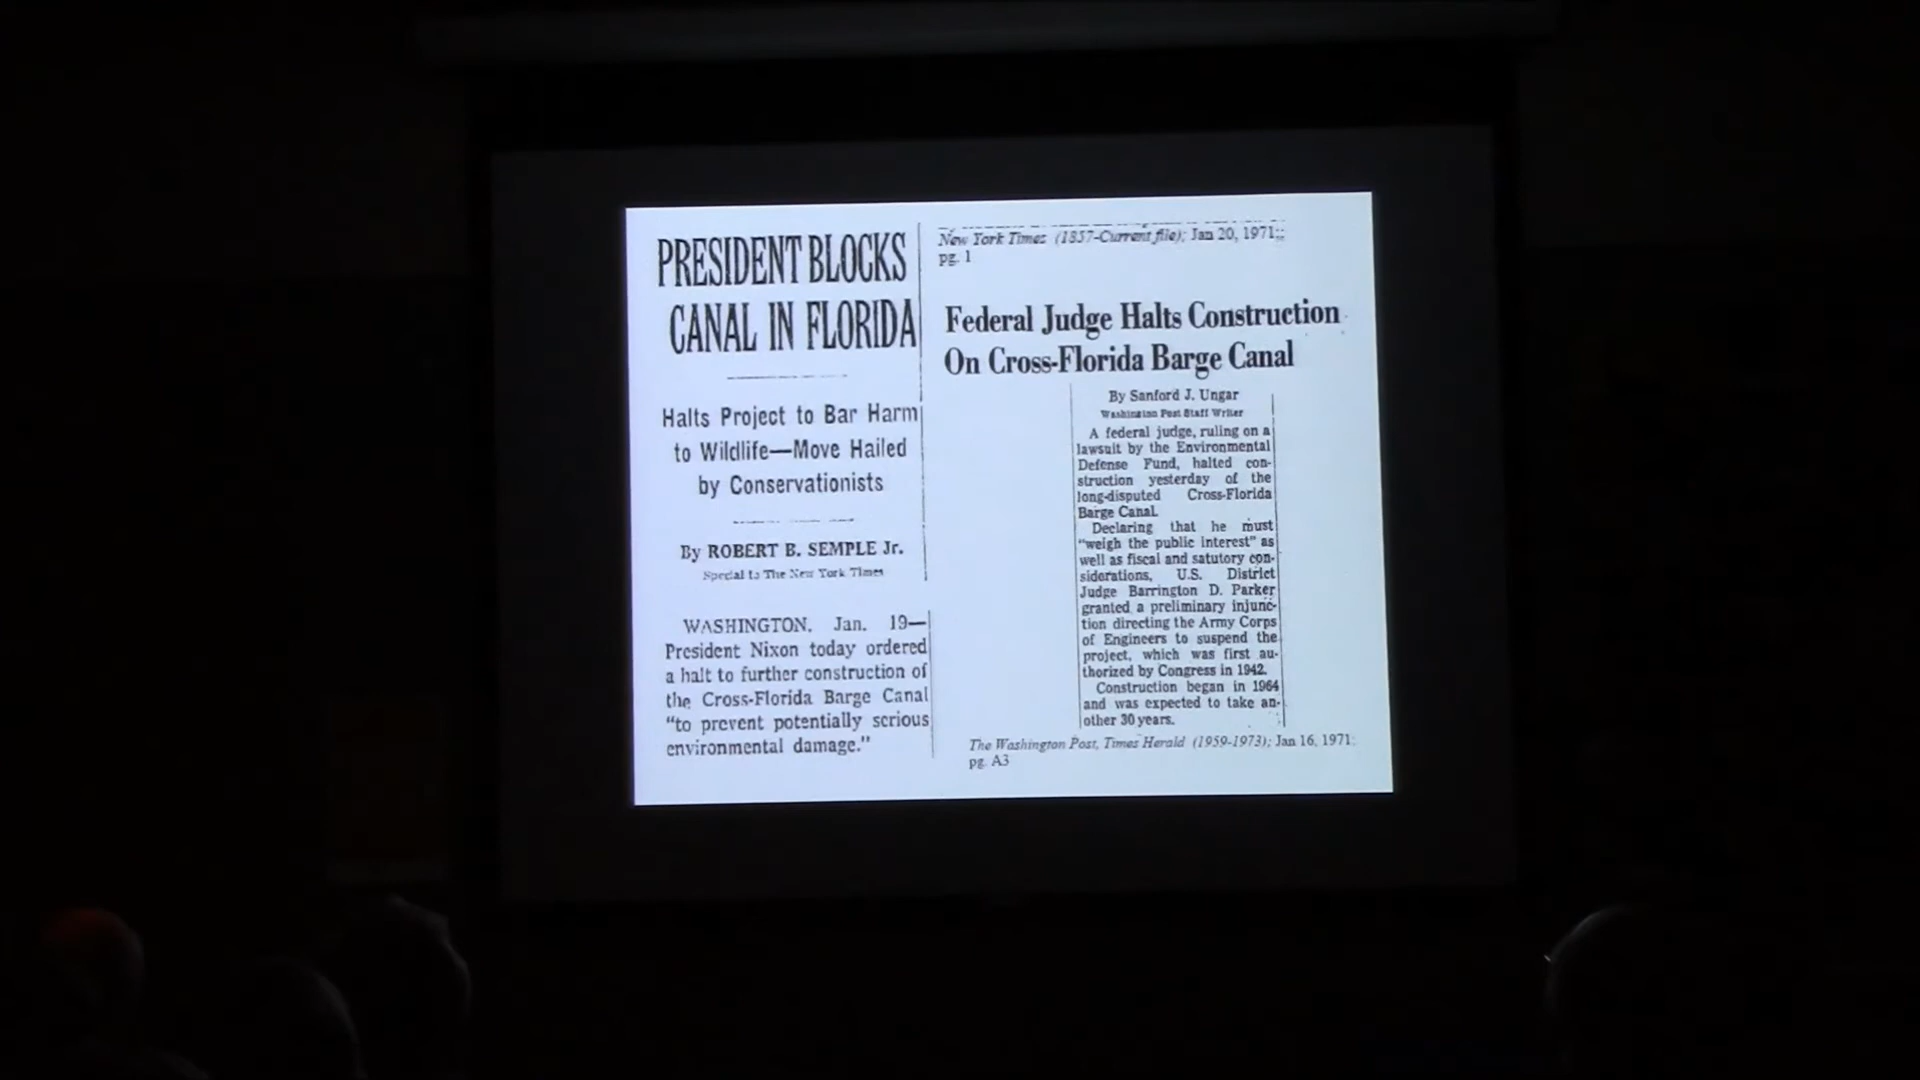 PRESIDENT BLOCKS
CANAL IN FLORIDA
Halts Project to Bar Harm
to Wildlife—Move Hailed
by Conservationists
By ROBERT B. SEMPLE Jr.
Special to The New York Times
WASHINGTON, Jan. 19—
President Nixon today ordered
a halt to further construction of
the Cross-Florida Barge Canal
“to prevent potentially serious
environmental damage.”
New York Times (1857-Current file); Jan 20, 1971;;
pg. 1
Federal Judge Halts Construction
On Cross-Florida Barge Canal
By Sanford J. Ungar
Washington Post Staff Writer
A federal judge, ruling on a
lawsuit by the Environmental
Defense Fund, halted con-
struction yesterday of the
long-disputed Cross-Florida
Barge Canal.
Declaring that he must
“weigh the public interest” as
well as fiscal and satutory con-
siderations, U.S. District
Judge Barrington D. Parker
granted a preliminary injunc-
tion directing the Army Corps
of Engineers to suspend the
project, which was first au-
thorized by Congress in 1942.
Construction began in 1964
and was expected to take an-
other 30 years.
The Washington Post, Times Herald (1959-1973); Jan 16, 1971;
pg. A3